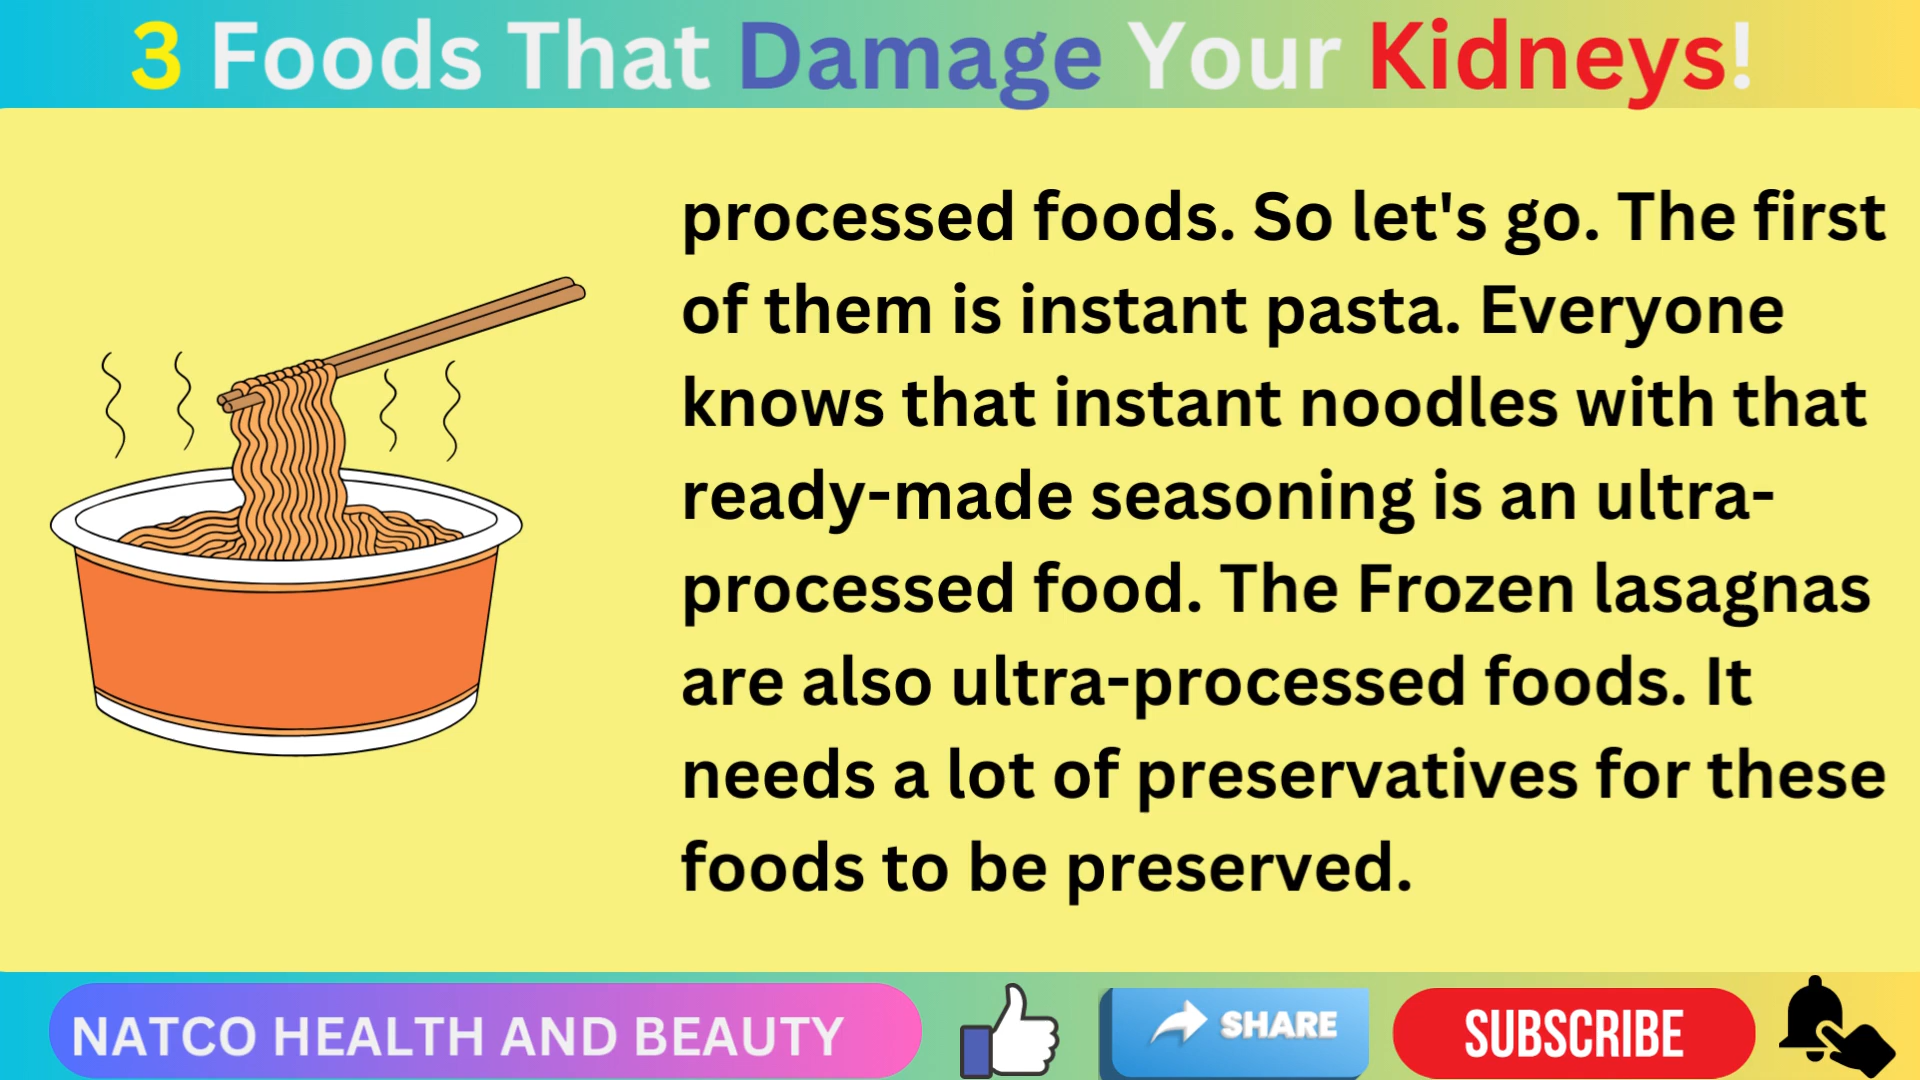 3 Foods That Damage Your Kidneys!
processed foods. So let's go. The first
of them is instant pasta. Everyone
knows that instant noodles with that
ready-made seasoning is an ultra-
processed food. The Frozen lasagnas
are also ultra-processed foods. It
needs a lot of preservatives for these
foods to be preserved.
NATCO HEALTH AND BEAUTY
SHARE
SUBSCRIBE